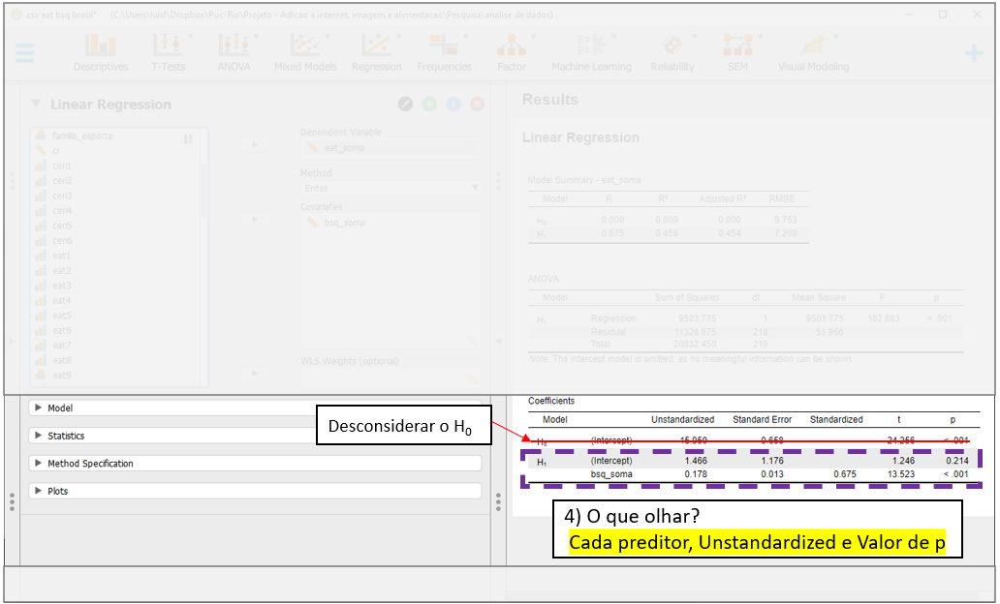 csv eat bsq brasil* (C:\Users\luisf\Dropbox\Puc-Rio\Projeto - Adicao a internet, imagem e alimentacao\Pesquisa\analise de dados)
Descriptives T-Tests ANOVA Mixed Models Regression Frequencies Factor Machine Learning Reliability SEM Visual Modeling
Linear Regression
familia_esporte
cr
ceri1
ceri2
ceri3
ceri4
ceri5
ceri6
eat1
eat2
eat3
eat4
eat5
eat6
eat7
eat8
eat9
Dependent Variable
eat_soma
Method
Enter
Covariates
bsq_soma
WLS Weights (optional)
Model
Statistics
Method Specification
Plots
Results
Linear Regression
Model Summary - eat_soma
Model R R² Adjusted R² RMSE
H₀ 0.000 0.000 0.000 9.753
H₁ 0.675 0.456 0.454 7.209
ANOVA
Model Sum of Squares df Mean Square F p
H₁ Regression 9503.775 1 9503.775 182.883 < .001
Residual 11328.675 218 51.966
Total 20832.450 219
Note. The intercept model is omitted, as no meaningful information can be shown.
Coefficients
Model Unstandardized Standard Error Standardized t p
H₀ (Intercept) 15.959 0.658 24.256 < .001
H₁ (Intercept) 1.466 1.176 1.246 0.214
bsq_soma 0.178 0.013 0.675 13.523 < .001
Desconsiderar o H₀
4) O que olhar?
Cada preditor, Unstandardized e Valor de p